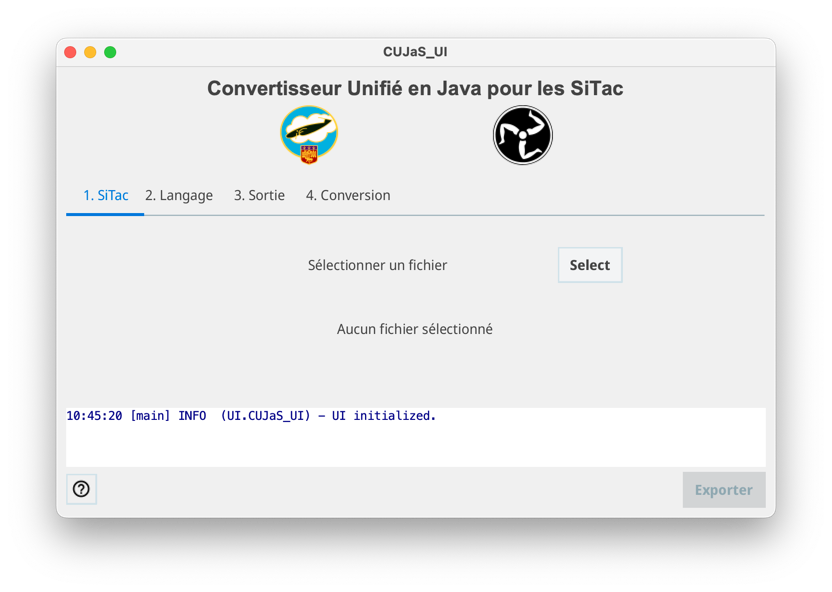 CUJaS_UI
Convertisseur Unifié en Java pour les SiTac
1. SiTac 2. Langage 3. Sortie 4. Conversion
Sélectionner un fichier Select
Aucun fichier sélectionné
10:45:20 [main] INFO  (UI.CUJaS_UI) – UI initialized.
? Exporter